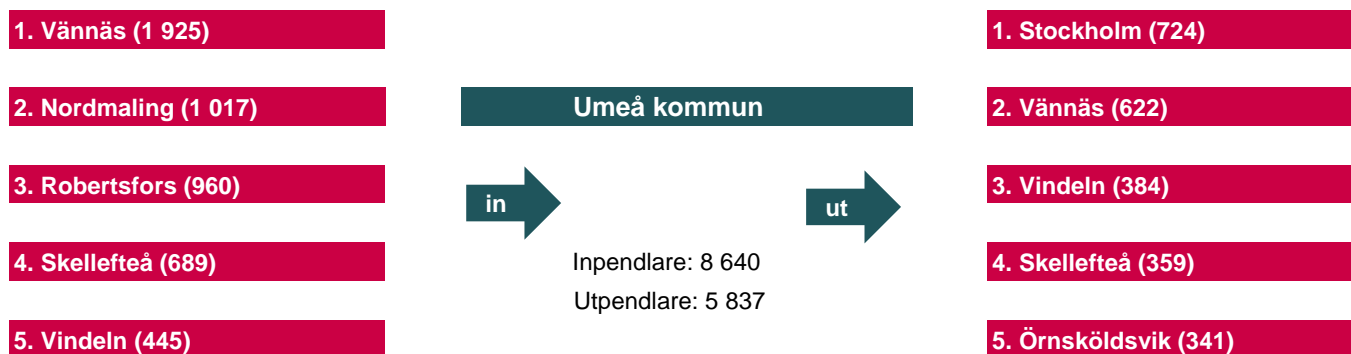 1. Vännäs (1 925)
2. Nordmaling (1 017)
3. Robertsfors (960)
4. Skellefteå (689)
5. Vindeln (445)
Umeå kommun
in
ut
Inpendlare: 8 640
Utpendlare: 5 837
1. Stockholm (724)
2. Vännäs (622)
3. Vindeln (384)
4. Skellefteå (359)
5. Örnsköldsvik (341)